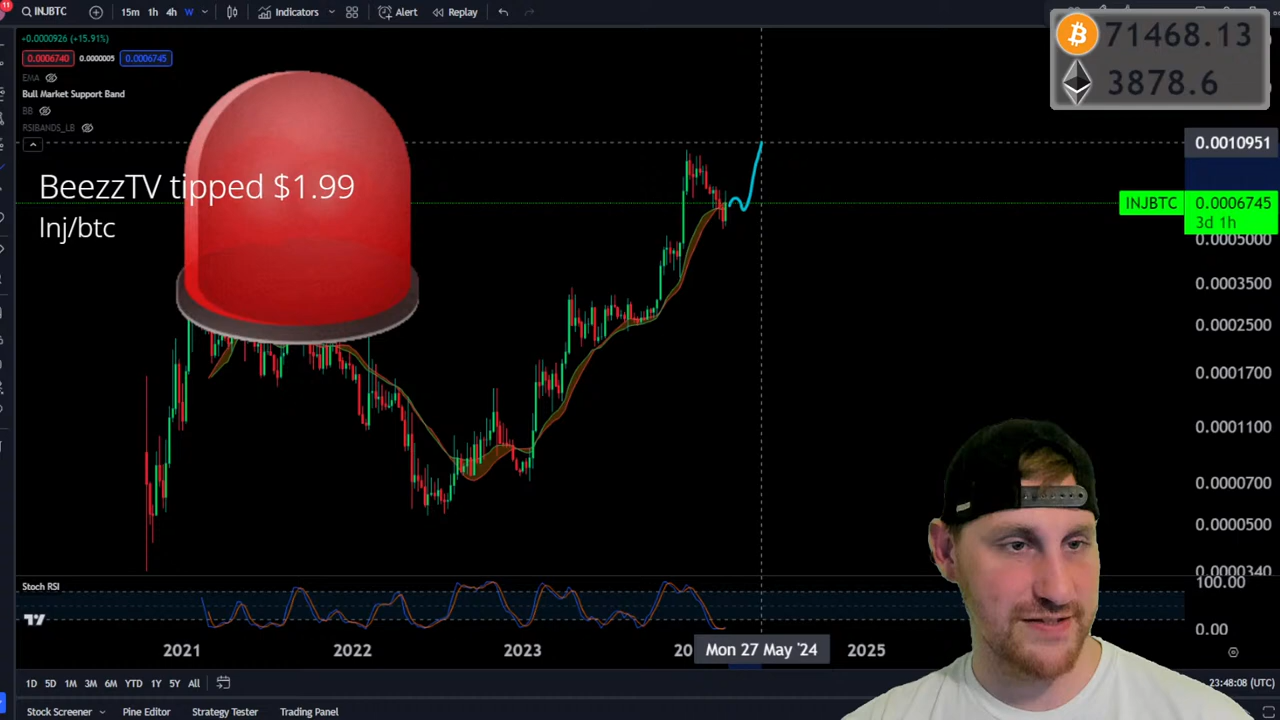 11
INJBTC
15m 1h 4h W
Indicators
Alert
Replay
71468.13
3878.6
+0.0000926 (+15.91%)
0.0006740 0.0000005 0.0006745
EMA
Bull Market Support Band
BB
RSIBANDS_LB
BeezzTV tipped $1.99
Inj/btc
0.0010951
INJBTC 0.0006745
3d 1h
0.0005000
0.0003500
0.0002500
0.0001700
0.0001100
0.0000700
0.0000500
0.0000340
Stoch RSI
100.00
0.00
2021 2022 2023 20 Mon 27 May '24 2025
1D 5D 1M 3M 6M YTD 1Y 5Y All
23:48:08 (UTC)
Stock Screener Pine Editor Strategy Tester Trading Panel